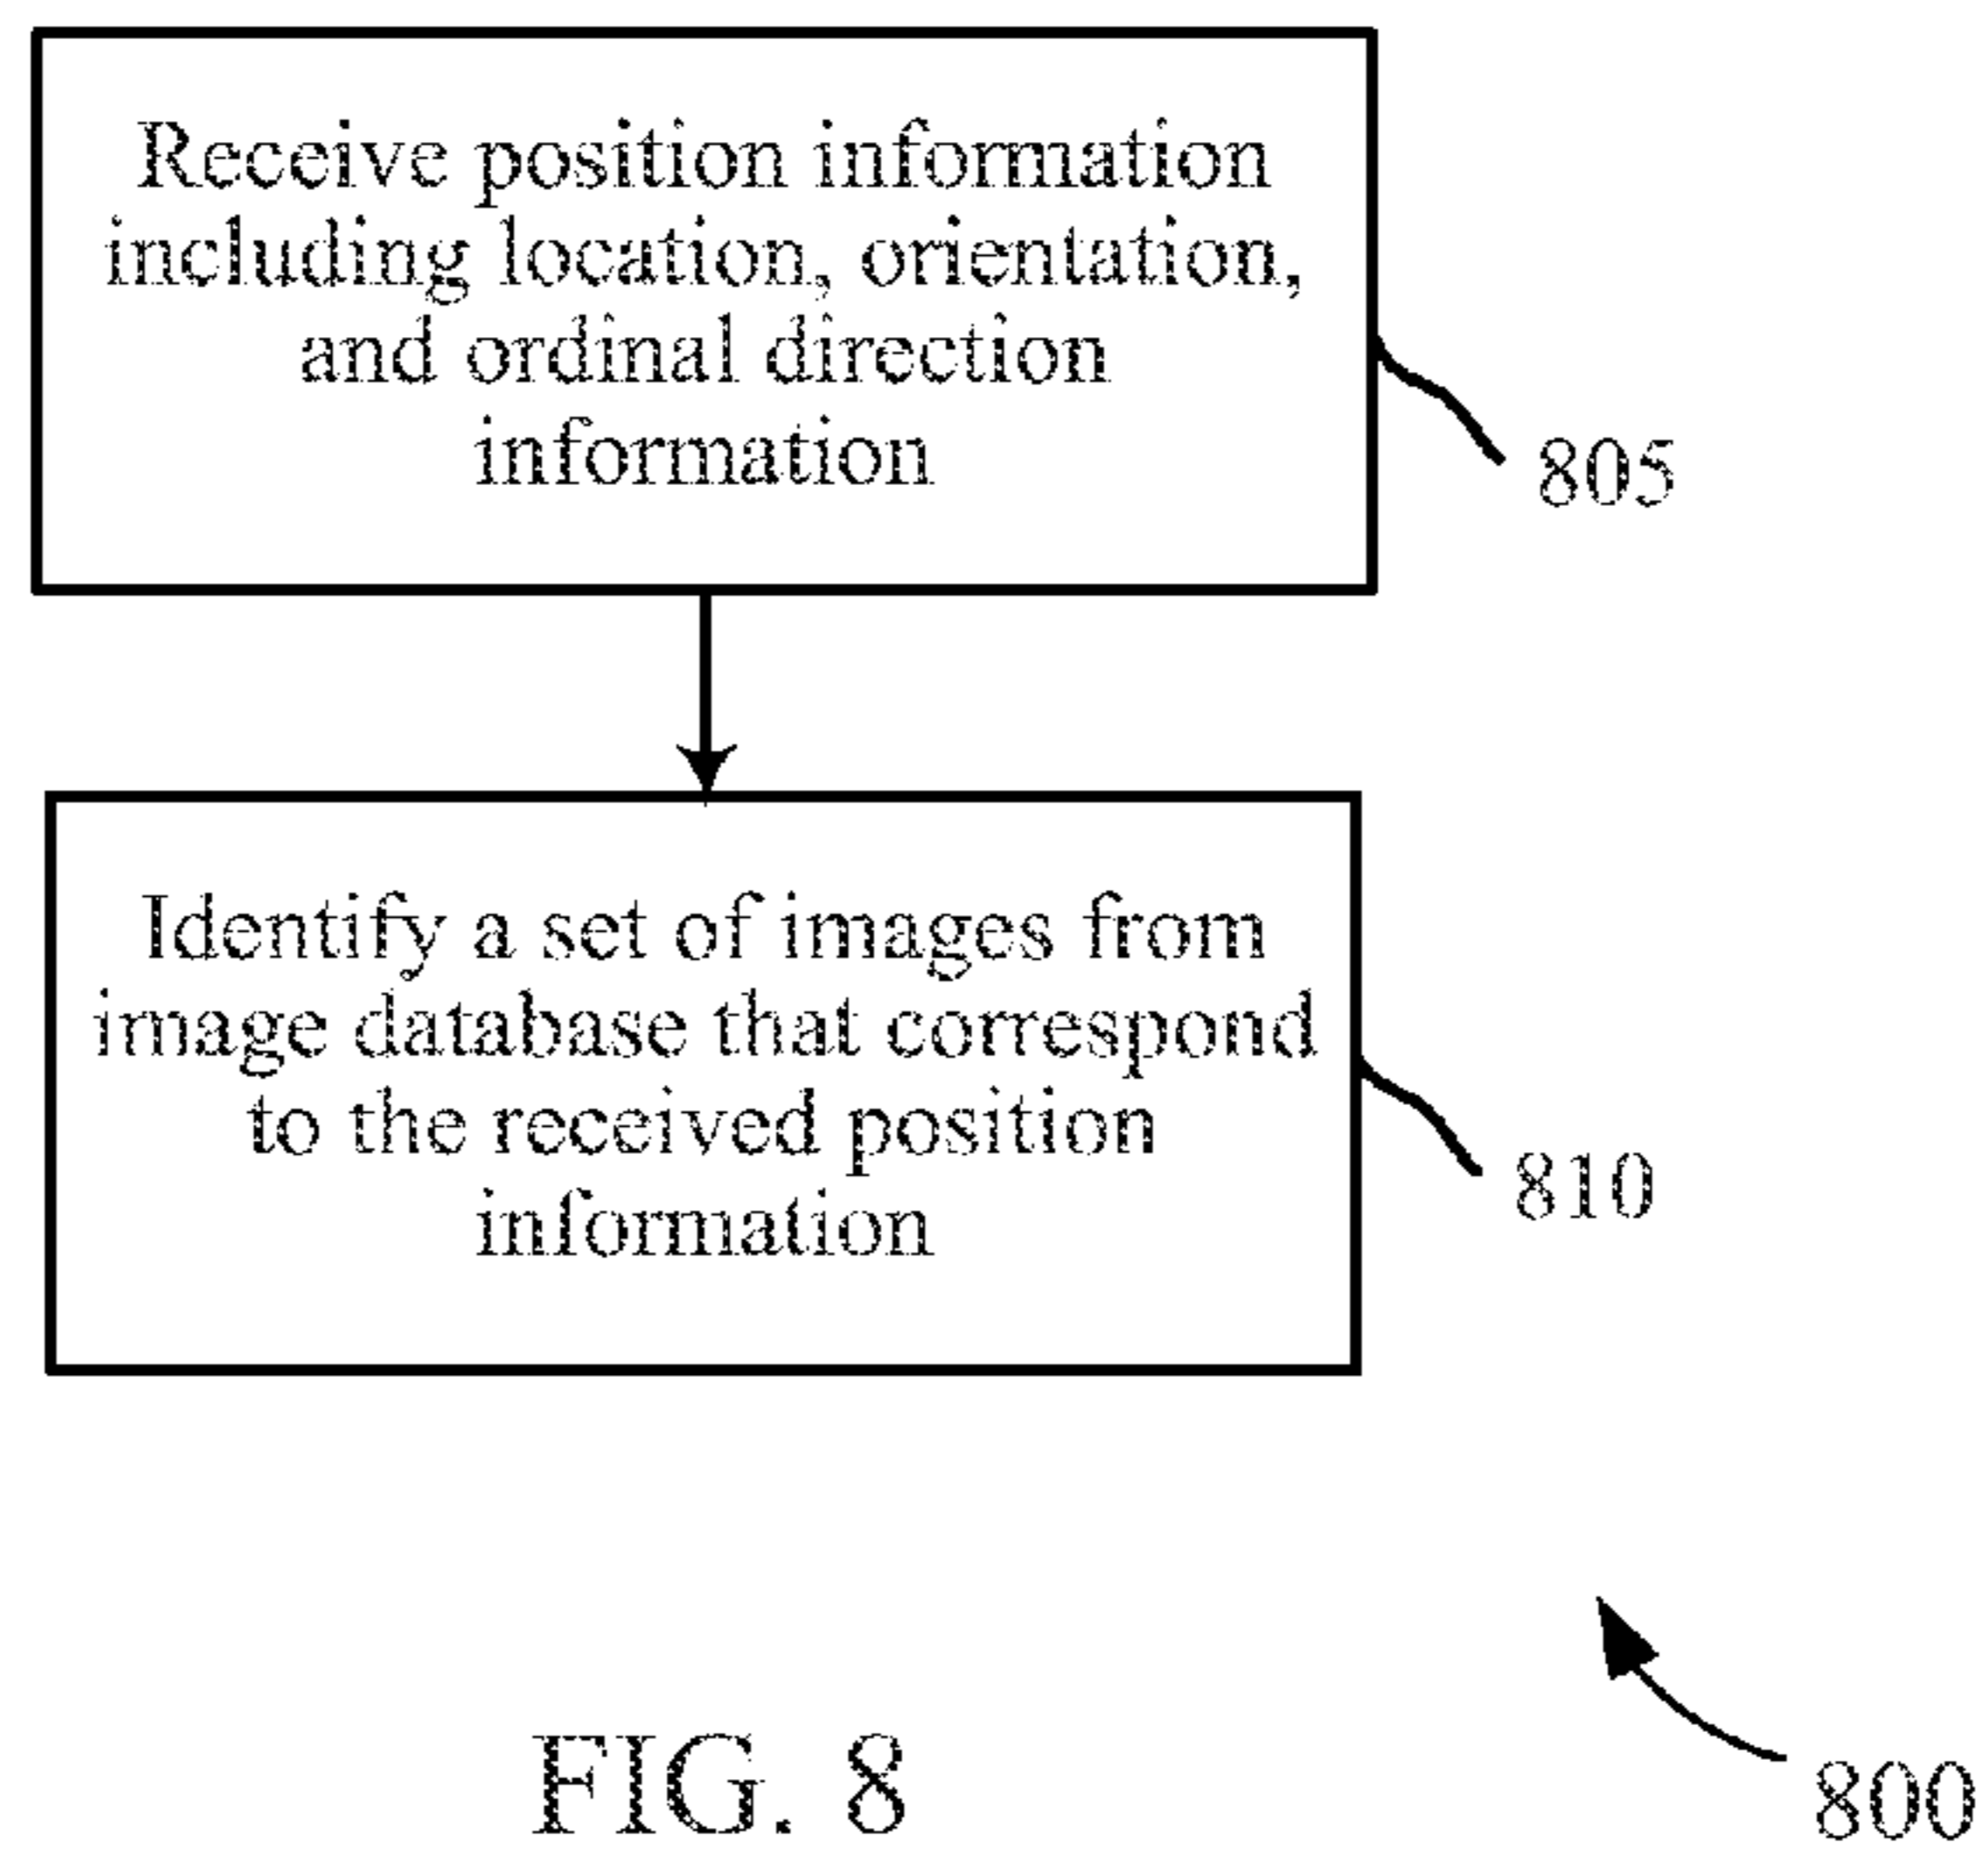 Receive position information
including location, orientation,
and ordinal direction
information
805
Identify a set of images from
image database that correspond
to the received position
information
810
FIG. 8
800